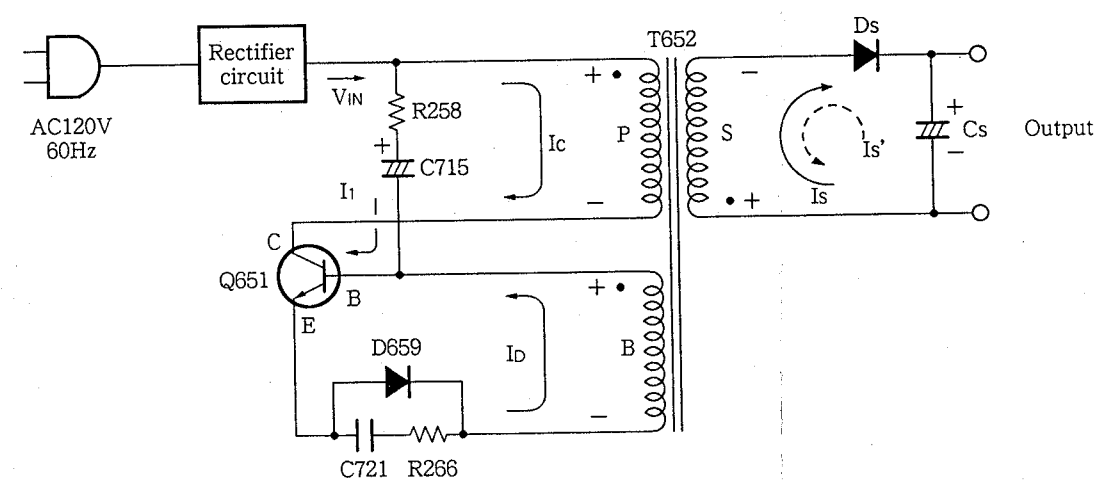 AC120V
60Hz
Rectifier
circuit
VIN
R258
+
C715
I1
IC
+
P
−
T652
S
−
+
Ds
Is
Is'
+
Cs
−
Output
C
Q651
B
E
D659
C721
R266
ID
+
B
−